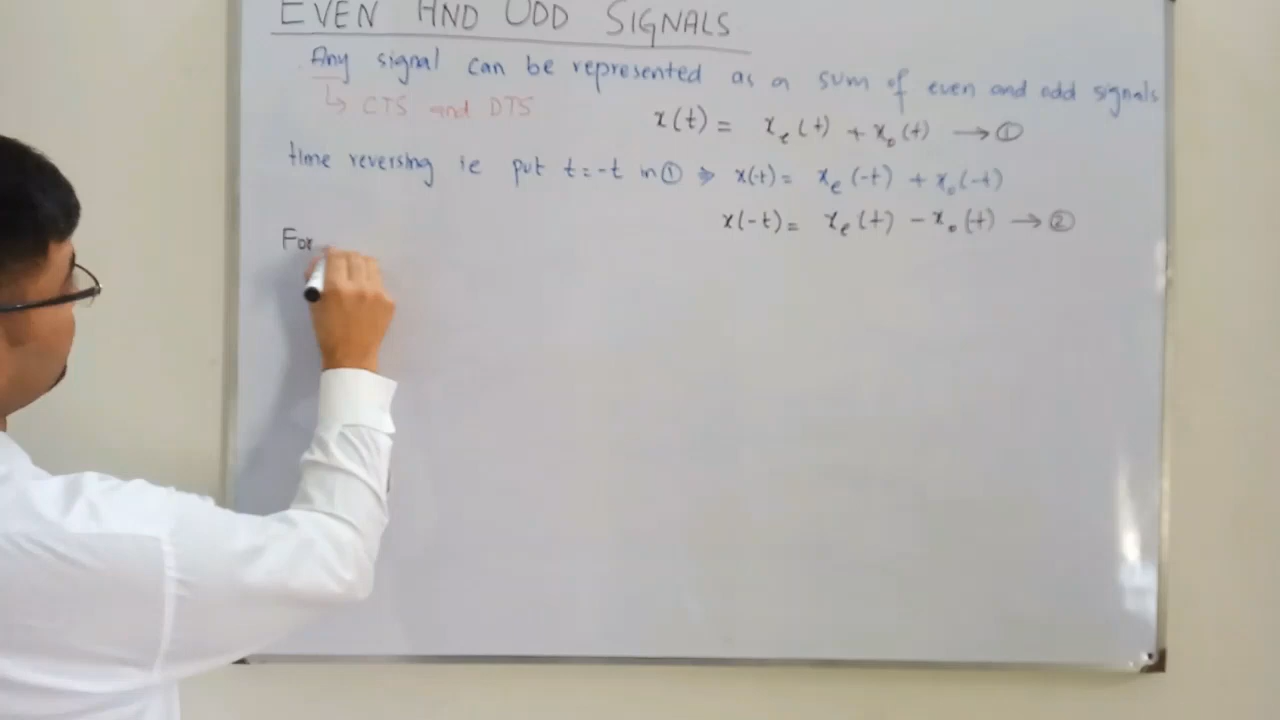 EVEN AND ODD SIGNALS
Any signal can be represented as a sum of even and odd signals
↳ CTS and DTS
x(t) = xₑ(t) + xₒ(t) → ①
time reversing ie put t=-t in ① ⇒ x(-t) = xₑ(-t) + xₒ(-t)
x(-t) = xₑ(t) - xₒ(t) → ②
For